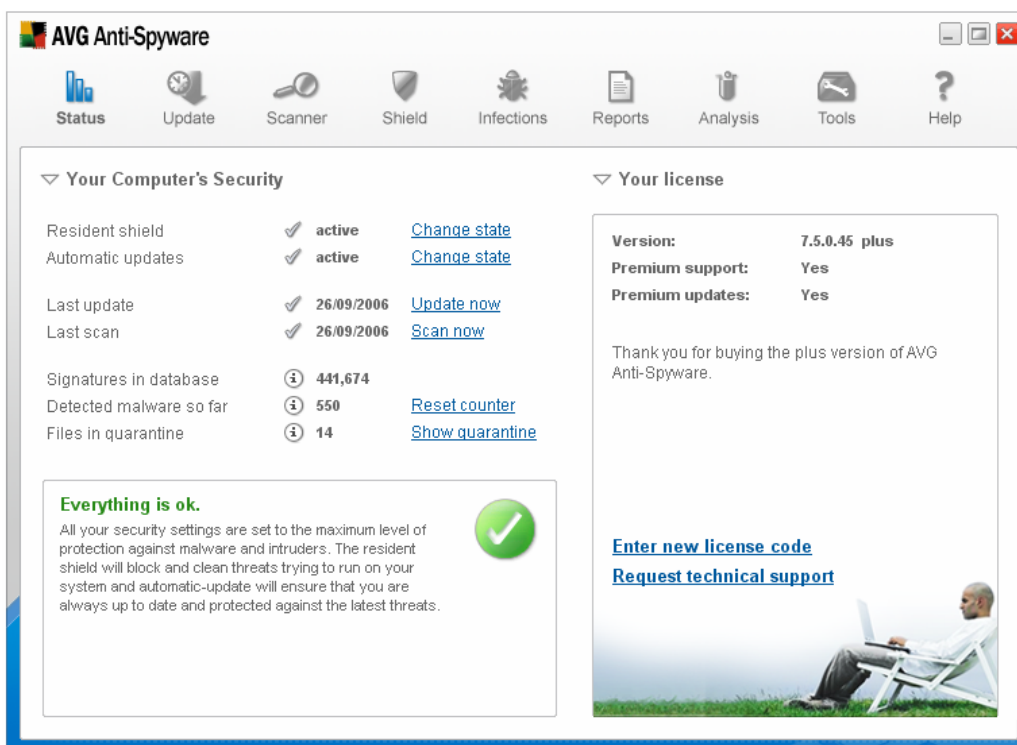 AVG Anti-Spyware
Status Update Scanner Shield Infections Reports Analysis Tools Help
Your Computer's Security
Resident shield active Change state
Automatic updates active Change state
Last update 26/09/2006 Update now
Last scan 26/09/2006 Scan now
Signatures in database 441,674
Detected malware so far 550 Reset counter
Files in quarantine 14 Show quarantine
Everything is ok.
All your security settings are set to the maximum level of
protection against malware and intruders. The resident
shield will block and clean threats trying to run on your
system and automatic-update will ensure that you are
always up to date and protected against the latest threats.
Your license
Version: 7.5.0.45 plus
Premium support: Yes
Premium updates: Yes
Thank you for buying the plus version of AVG
Anti-Spyware.
Enter new license code
Request technical support